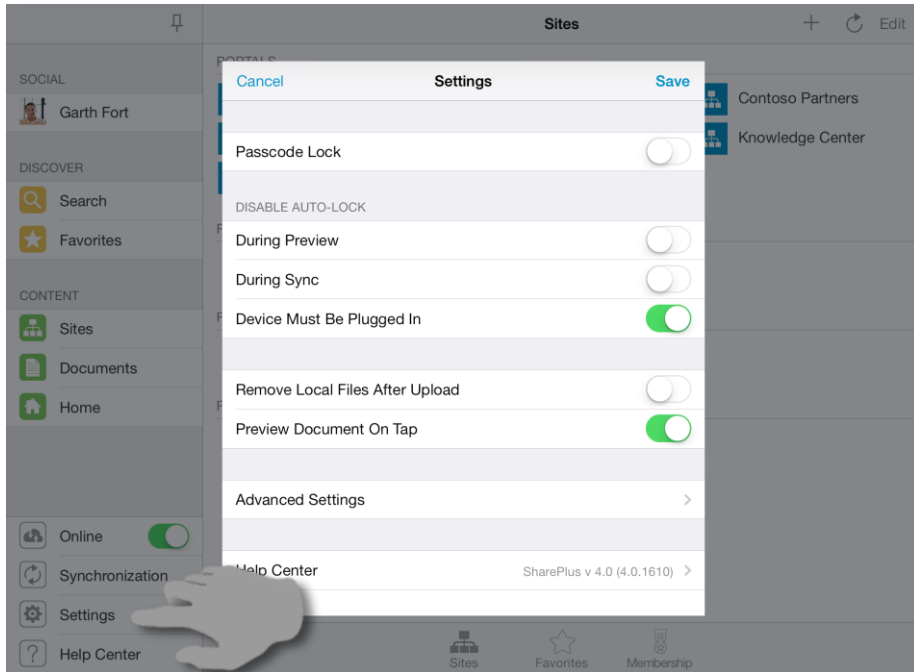 Sites
Edit
PORTALS
SOCIAL
Garth Fort
DISCOVER
Search
Favorites
CONTENT
Sites
Documents
Home
Online
Synchronization
Settings
Help Center
Cancel
Settings
Save
Passcode Lock
DISABLE AUTO-LOCK
During Preview
During Sync
Device Must Be Plugged In
Remove Local Files After Upload
Preview Document On Tap
Advanced Settings
Help Center
SharePlus v 4.0 (4.0.1610)
Contoso Partners
Knowledge Center
Sites
Favorites
Membership